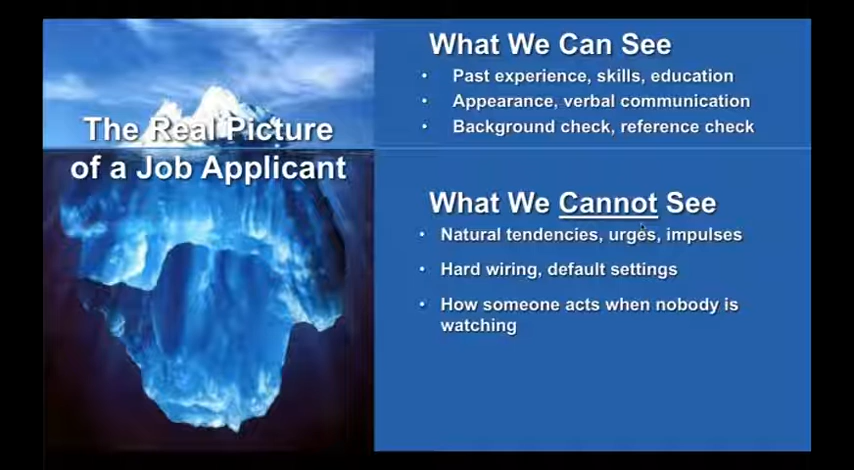 The Real Picture
of a Job Applicant
What We Can See
• Past experience, skills, education
• Appearance, verbal communication
• Background check, reference check
What We Cannot See
• Natural tendencies, urges, impulses
• Hard wiring, default settings
• How someone acts when nobody is
watching